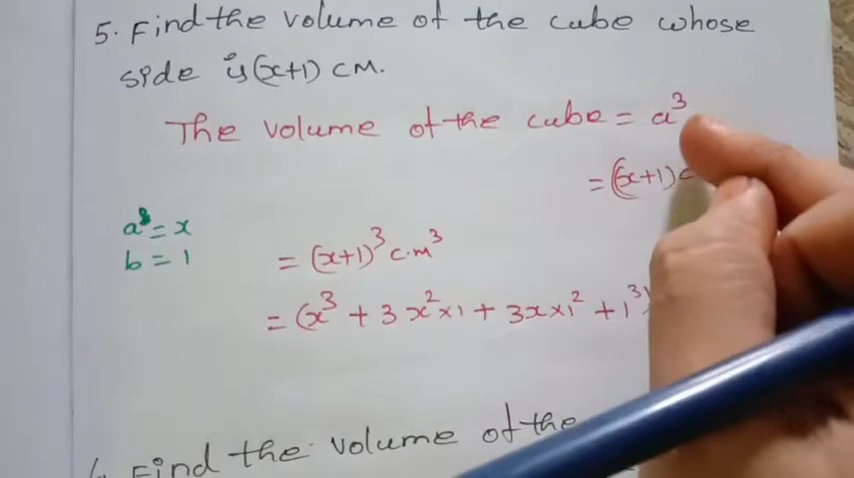 5. Find the volume of the cube whose
side is (x+1) CM.
The volume of the cube = a³
= ((x+1) c
a = x
b = 1
= (x+1)³ c.m³
= (x³ + 3x²×1 + 3x×1² + 1³)
Find the volume of the